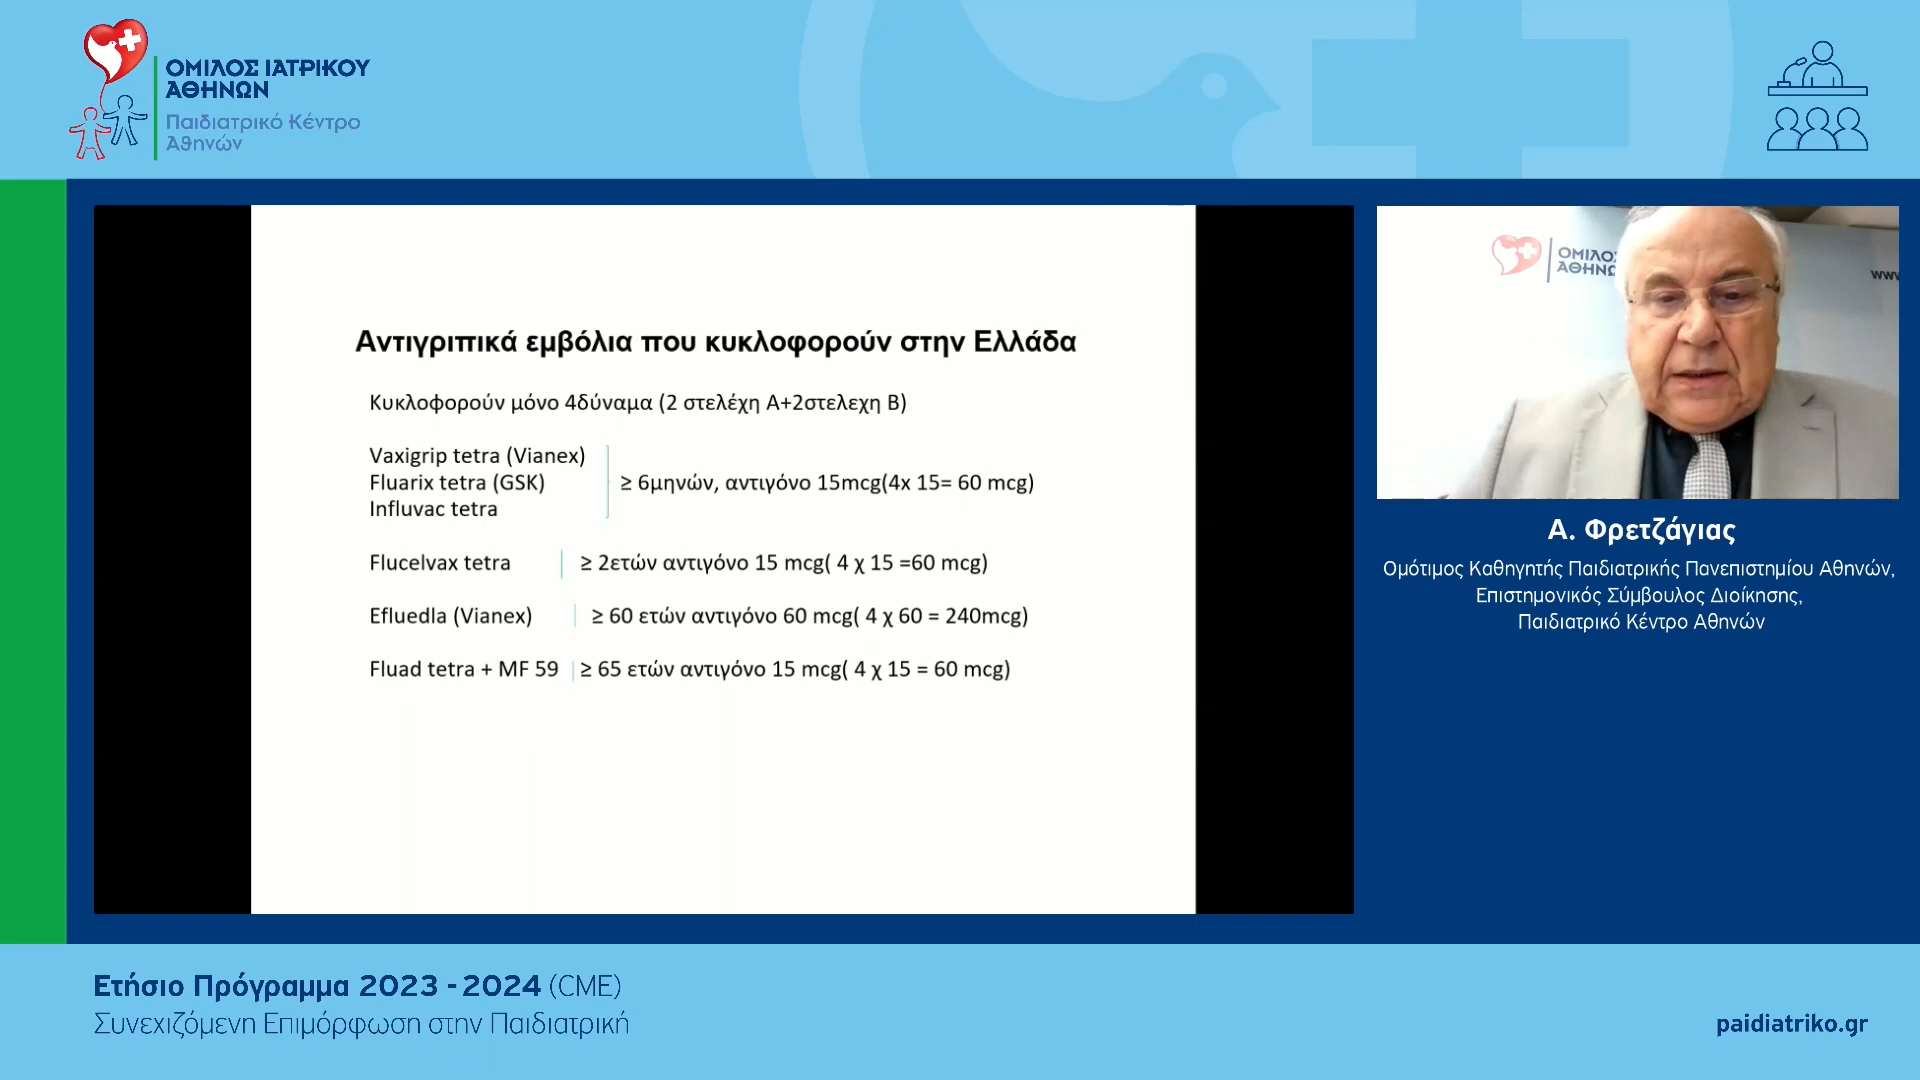 ΟΜΙΛΟΣ ΙΑΤΡΙΚΟΥ
ΑΘΗΝΩΝ
Παιδιατρικό Κέντρο
Αθηνών
Αντιγριπικά εμβόλια που κυκλοφορούν στην Ελλάδα
Κυκλοφορούν μόνο 4δύναμα (2 στελέχη Α+2στελεχη Β)
Vaxigrip tetra (Vianex)
Fluarix tetra (GSK)
≥ 6μηνών, αντιγόνο 15mcg(4x 15= 60 mcg)
Influvac tetra
Flucelvax tetra ≥ 2ετών αντιγόνο 15 mcg( 4 χ 15 =60 mcg)
Efluedla (Vianex) ≥ 60 ετών αντιγόνο 60 mcg( 4 χ 60 = 240mcg)
Fluad tetra + MF 59 ≥ 65 ετών αντιγόνο 15 mcg( 4 χ 15 = 60 mcg)
ΟΜΙΛΟΣ
ΑΘΗΝΩ
www
Α. Φρετζάγιας
Ομότιμος Καθηγητής Παιδιατρικής Πανεπιστημίου Αθηνών,
Επιστημονικός Σύμβουλος Διοίκησης,
Παιδιατρικό Κέντρο Αθηνών
Ετήσιο Πρόγραμμα 2023 - 2024 (CME)
Συνεχιζόμενη Επιμόρφωση στην Παιδιατρική
paidiatriko.gr